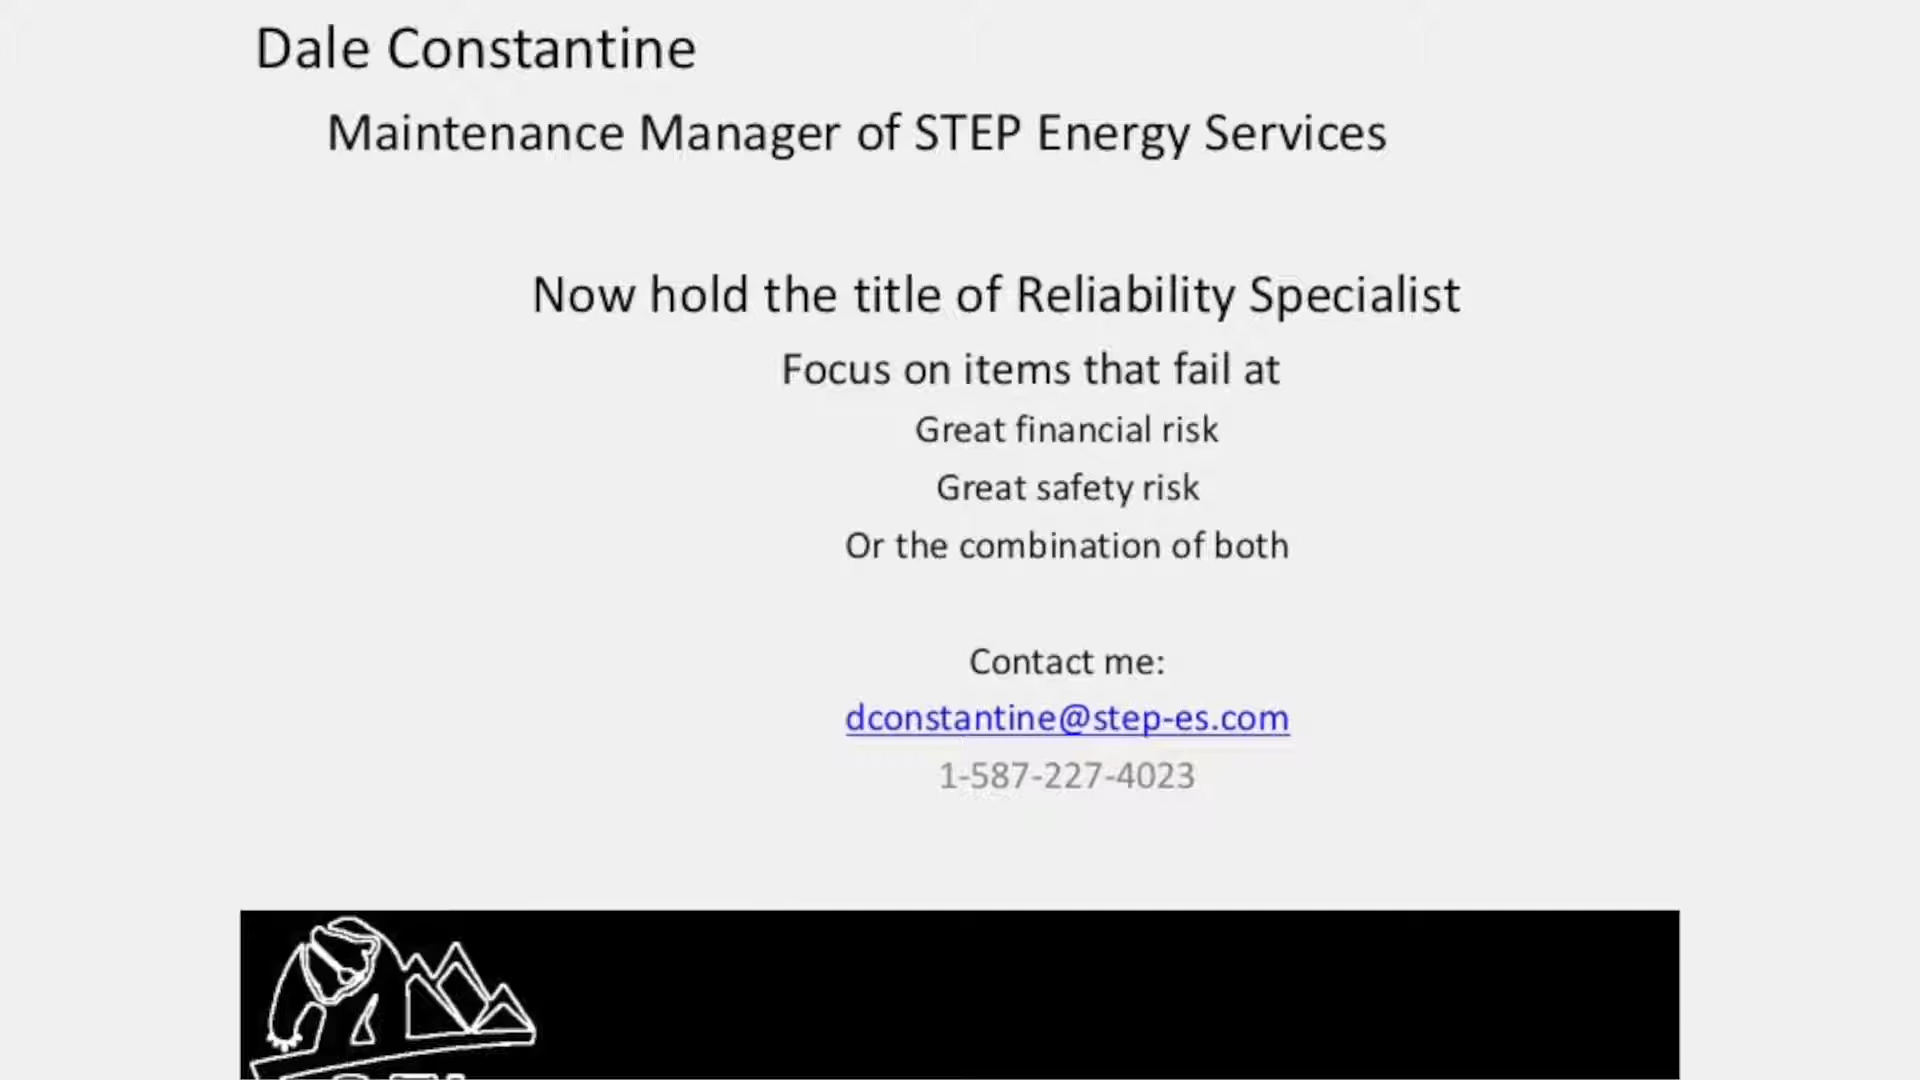 Dale Constantine
Maintenance Manager of STEP Energy Services
Now hold the title of Reliability Specialist
Focus on items that fail at
Great financial risk
Great safety risk
Or the combination of both
Contact me:
dconstantine@step-es.com
1-587-227-4023